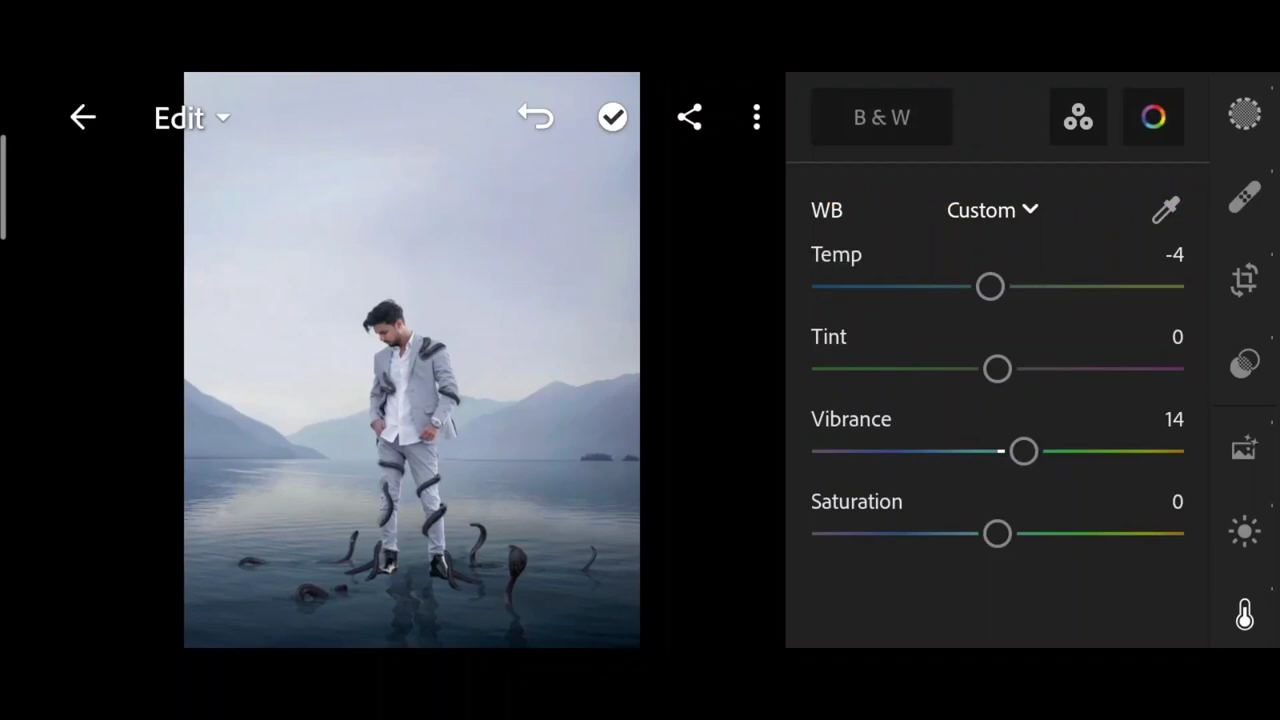 Edit
B & W
WB Custom
Temp -4
Tint 0
Vibrance 14
Saturation 0